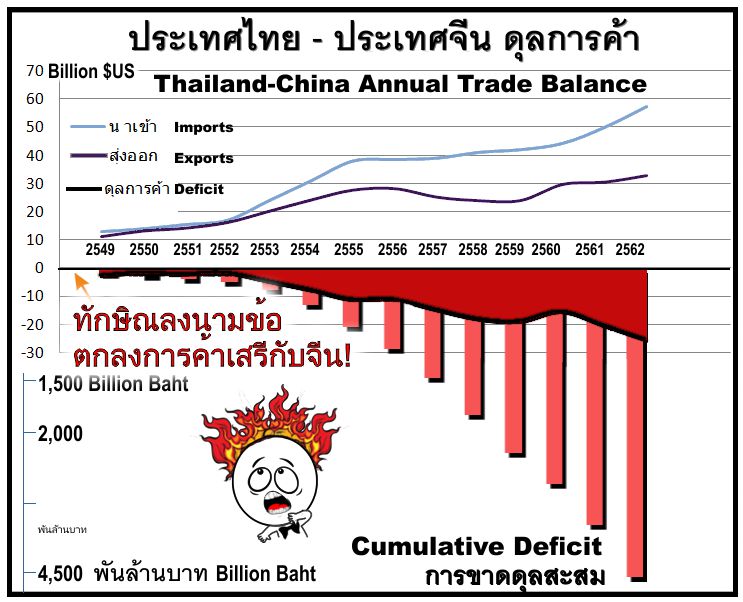 ประเทศไทย - ประเทศจีน ดุลการค้า
70 Billion $US
Thailand-China Annual Trade Balance
60
50
น าเข้า Imports
40
ส่งออก Exports
30
ดุลการค้า Deficit
20
10
2549 2550 2551 2552 2553 2554 2555 2556 2557 2558 2559 2560 2561 2562
0
-10
ทักษิณลงนามข้อ
-20
ตกลงการค้าเสรีกับจีน!
-30
1,500 Billion Baht
2,000
พันล้านบาท
Cumulative Deficit
4,500 พันล้านบาท Billion Baht
การขาดดุลสะสม